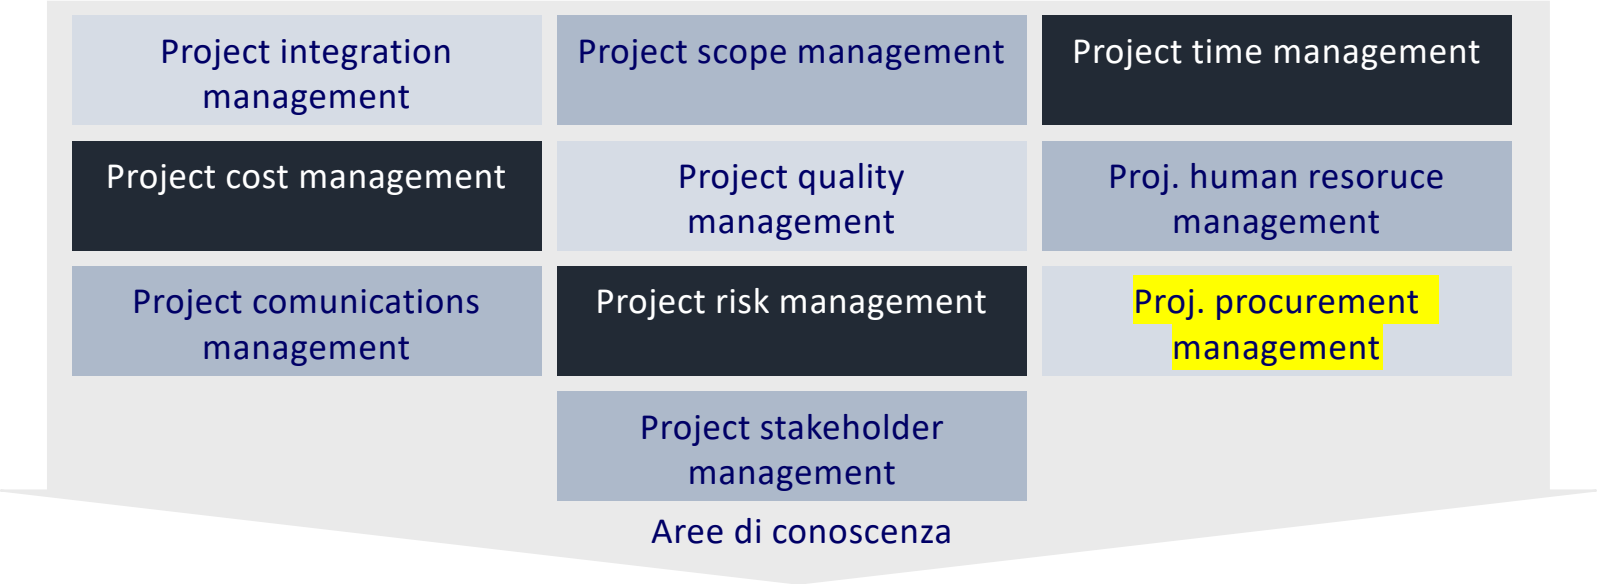 Project integration
management
Project scope management
Project time management
Project cost management
Project quality
management
Proj. human resoruce
management
Project comunications
management
Project risk management
Proj. procurement
management
Project stakeholder
management
Aree di conoscenza